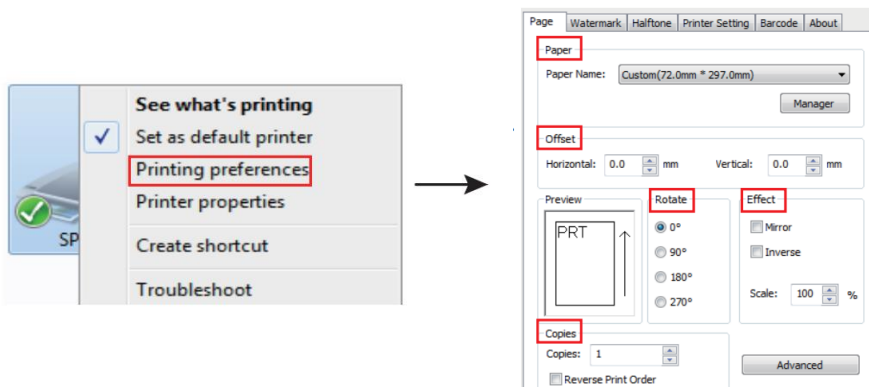 See what's printing
Set as default printer
Printing preferences
Printer properties
Create shortcut
Troubleshoot
SP
Page Watermark Halftone Printer Setting Barcode About
Paper
Paper Name: Custom(72.0mm * 297.0mm)
Manager
Offset
Horizontal: 0.0 mm Vertical: 0.0 mm
Preview Rotate Effect
PRT
0° Mirror
90° Inverse
180°
Scale: 100 %
270°
Copies
Copies: 1
Advanced
Reverse Print Order